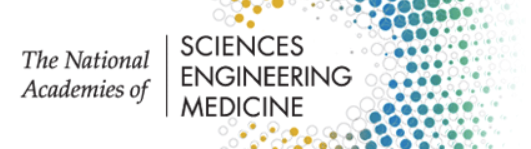 The National
Academies of
SCIENCES
ENGINEERING
MEDICINE